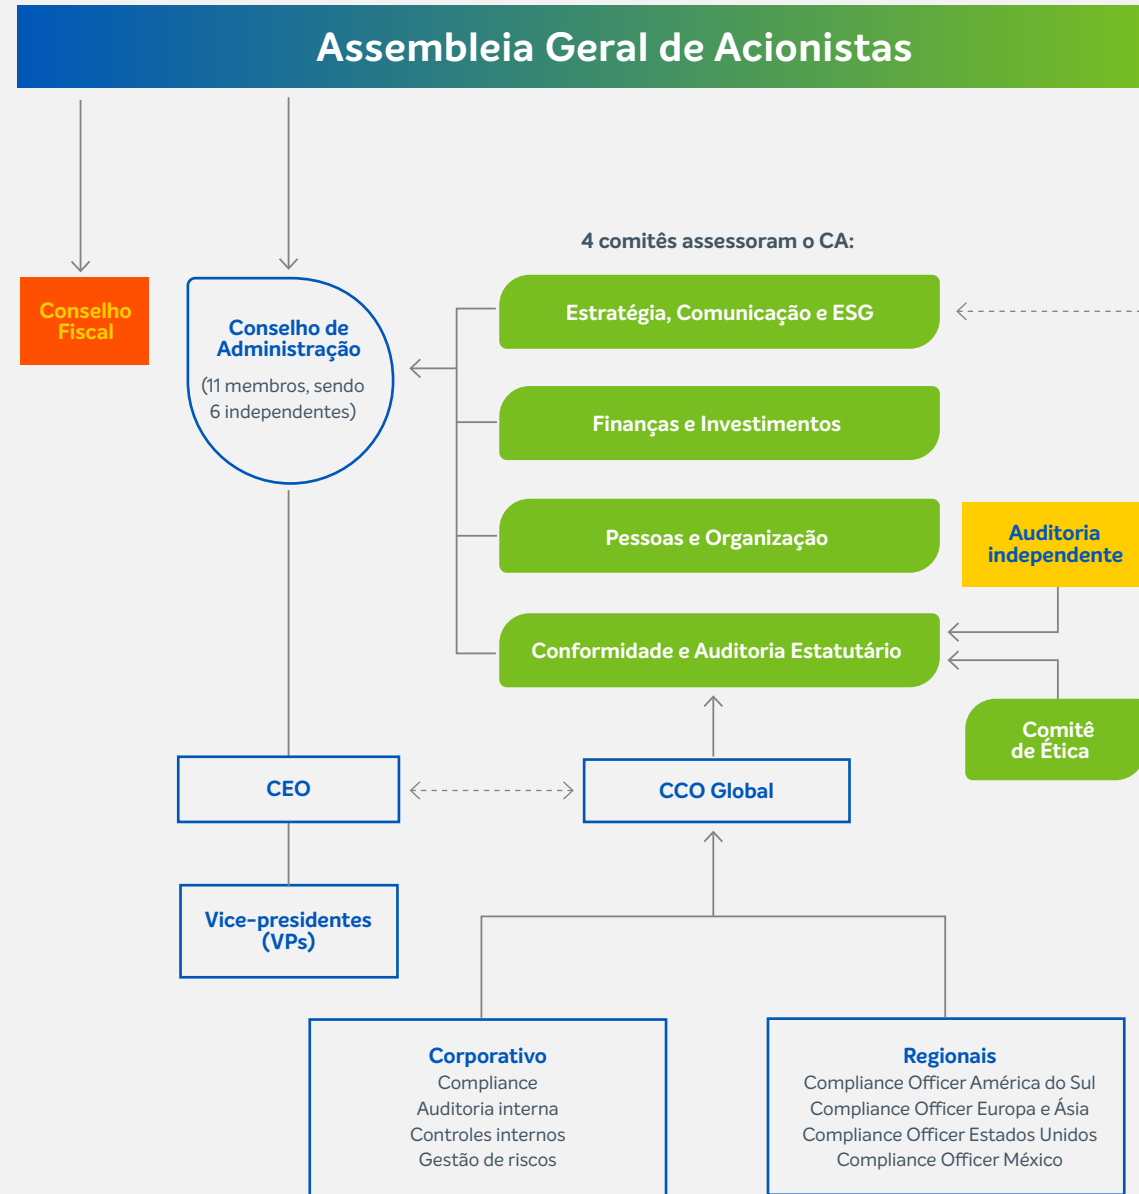 Assembleia Geral de Acionistas
4 comitês assessoram o CA:
Conselho
Fiscal
Conselho de
Administração
(11 membros, sendo
6 independentes)
Estratégia, Comunicação e ESG
Finanças e Investimentos
Pessoas e Organização
Conformidade e Auditoria Estatutário
Auditoria
independente
Comitê
de Ética
CEO
CCO Global
Vice-presidentes
(VPs)
Corporativo
Compliance
Auditoria interna
Controles internos
Gestão de riscos
Regionais
Compliance Officer América do Sul
Compliance Officer Europa e Ásia
Compliance Officer Estados Unidos
Compliance Officer México